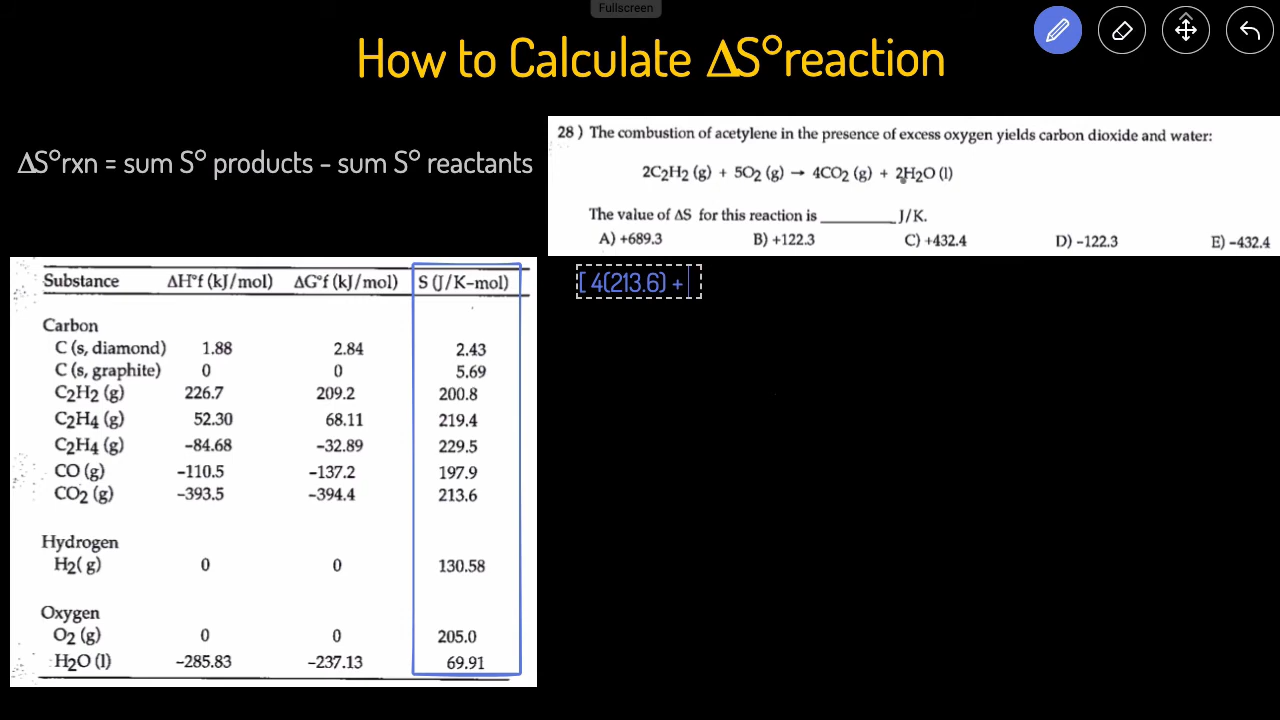 Fullscreen
How to Calculate ΔS°reaction
ΔS°rxn = sum S° products - sum S° reactants
28 ) The combustion of acetylene in the presence of excess oxygen yields carbon dioxide and water:
2C₂H₂ (g) + 5O₂ (g) → 4CO₂ (g) + 2H₂O (l)
The value of ΔS for this reaction is ________ J/K.
A) +689.3 B) +122.3 C) +432.4 D) -122.3 E) -432.4
[ 4(213.6) +
Substance ΔH°f (kJ/mol) ΔG°f (kJ/mol) S (J/K-mol)
Carbon
C (s, diamond) 1.88 2.84 2.43
C (s, graphite) 0 0 5.69
C₂H₂ (g) 226.7 209.2 200.8
C₂H₄ (g) 52.30 68.11 219.4
C₂H₄ (g) -84.68 -32.89 229.5
CO (g) -110.5 -137.2 197.9
CO₂ (g) -393.5 -394.4 213.6
Hydrogen
H₂( g) 0 0 130.58
Oxygen
O₂ (g) 0 0 205.0
H₂O (l) -285.83 -237.13 69.91